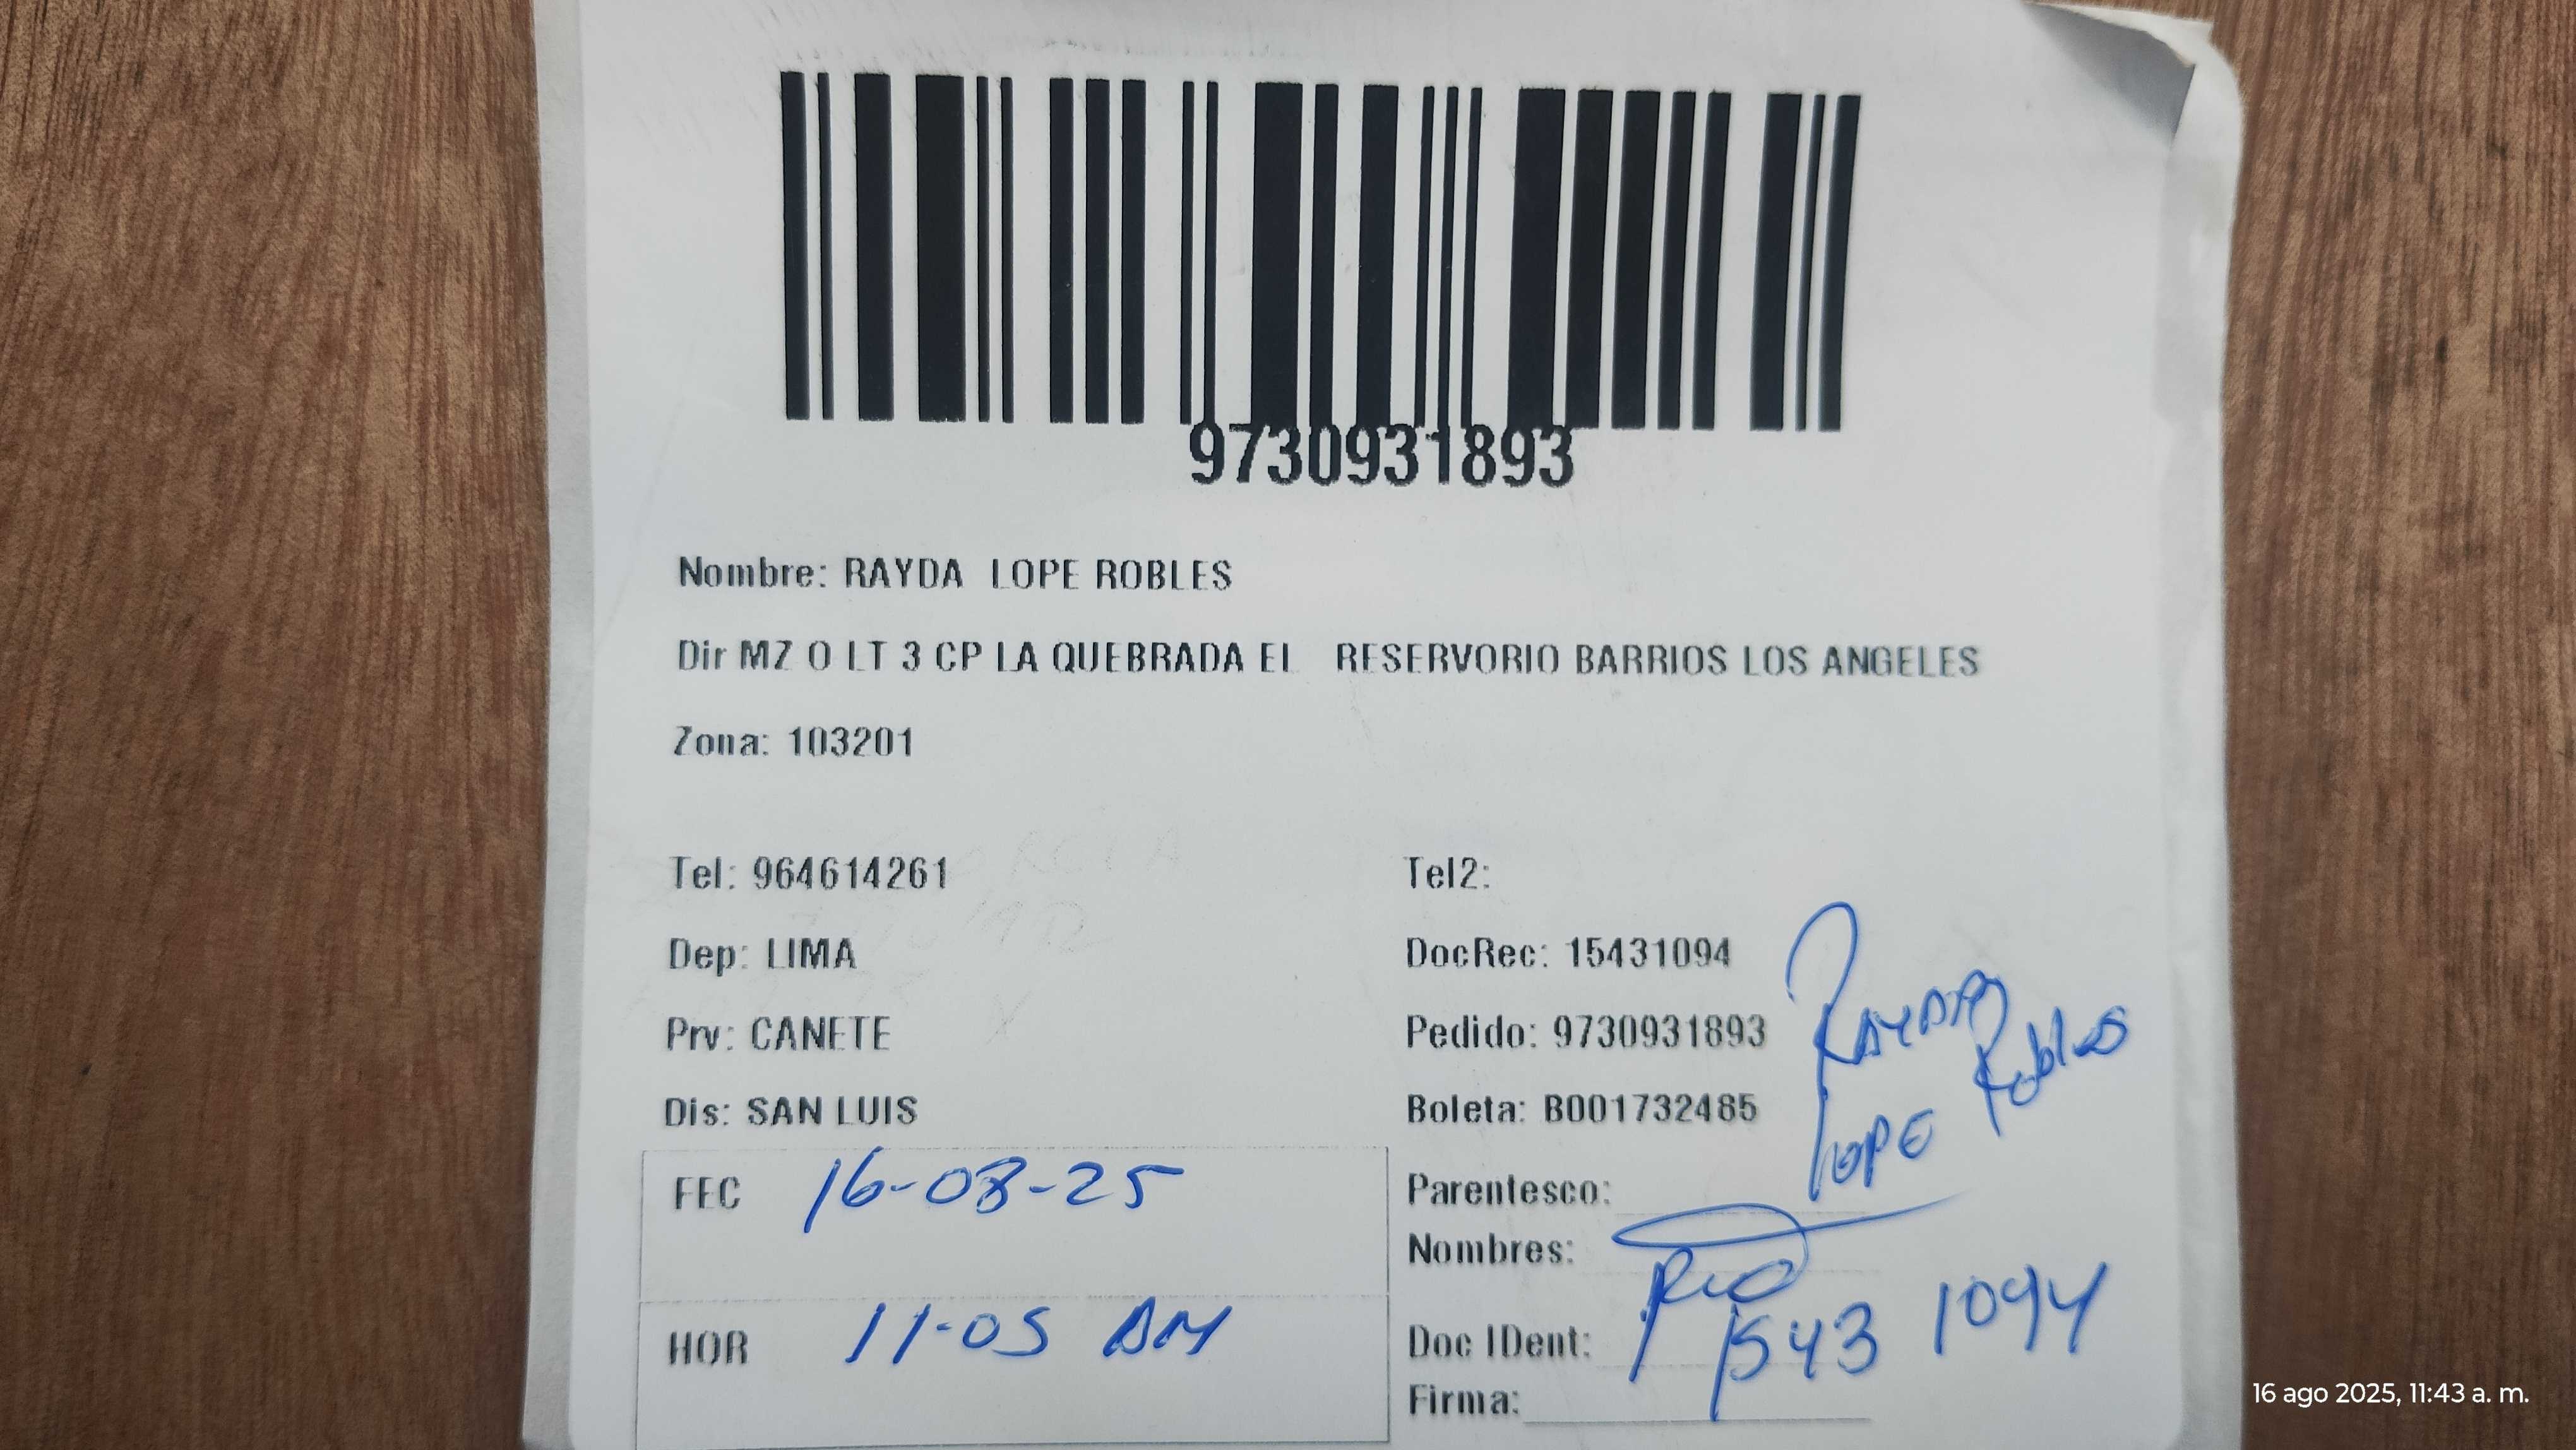 9730931893
Nombre: RAYDA LOPE ROBLES
Dir MZ O LT 3 CP LA QUEBRADA EL RESERVORIO BARRIOS LOS ANGELES
Zona: 103201
Tel: 964614261
Tel2:
Dep: LIMA
DocRec: 15431094
Prv: CANETE
Pedido: 9730931893
Dis: SAN LUIS
Boleta: B001732485
RAYDA
LOPE Robles
FEC 16-08-25
Parentesco:
Nombres:
HOR 11-05 AM
Doc IDent: 1543 1094
Firma:
16 ago 2025, 11:43 a. m.